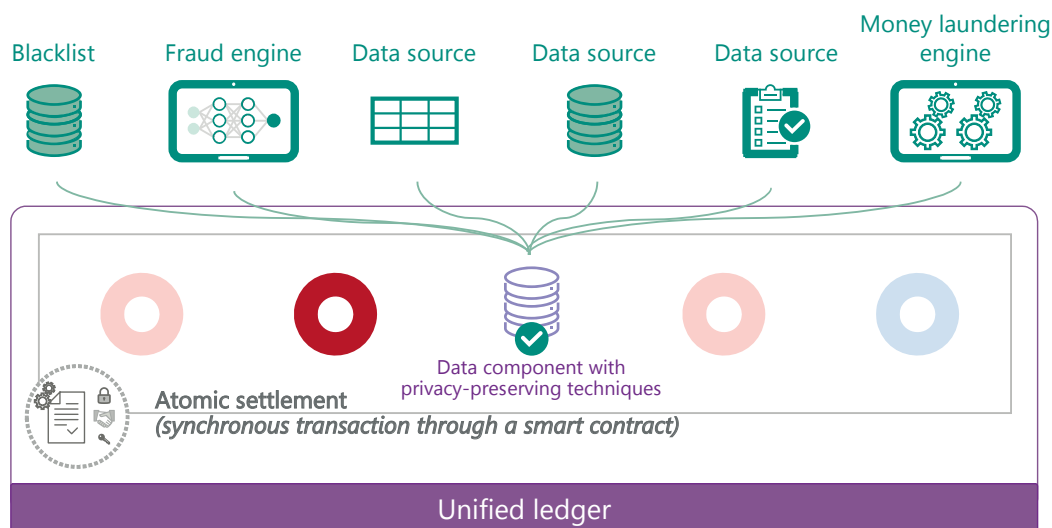 Blacklist
Fraud engine
Data source
Data source
Data source
Money laundering
engine
Data component with
privacy-preserving techniques
Atomic settlement
(synchronous transaction through a smart contract)
Unified ledger